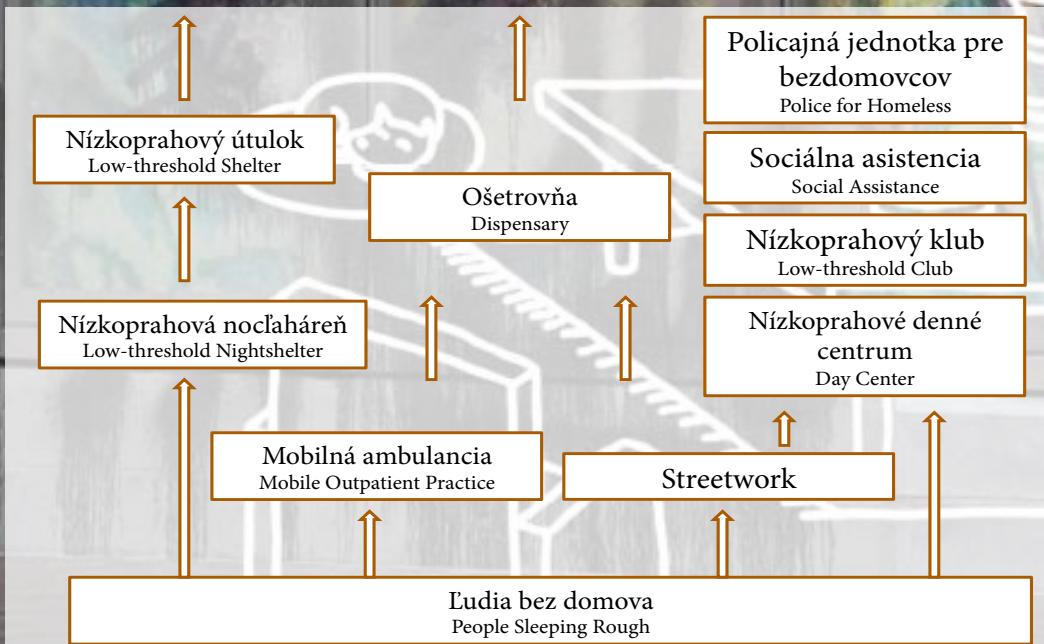 Policajná jednotka pre
bezdomovcov
Police for Homeless
Nízkoprahový útulok
Low-threshold Shelter
Sociálna asistencia
Social Assistance
Ošetrovňa
Dispensary
Nízkoprahový klub
Low-threshold Club
Nízkoprahová nocľaháreň
Low-threshold Nightshelter
Nízkoprahové denné
centrum
Day Center
Mobilná ambulancia
Mobile Outpatient Practice
Streetwork
Ľudia bez domova
People Sleeping Rough